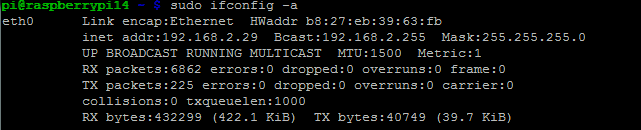 pi@raspberrypi14 ~ $ sudo ifconfig -a
eth0      Link encap:Ethernet  HWaddr b8:27:eb:39:63:fb
          inet addr:192.168.2.29  Bcast:192.168.2.255  Mask:255.255.255.0
          UP BROADCAST RUNNING MULTICAST  MTU:1500  Metric:1
          RX packets:6862 errors:0 dropped:0 overruns:0 frame:0
          TX packets:225 errors:0 dropped:0 overruns:0 carrier:0
          collisions:0 txqueuelen:1000
          RX bytes:432299 (422.1 KiB)  TX bytes:40749 (39.7 KiB)